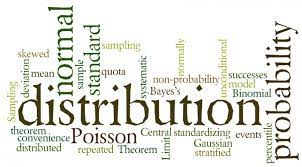 skewed
sampling
normal
standard
deviation
mean
sample
quota
systematic
normally
non-probability
Bayes's
unconditional
successes
model
Binomial
probability
Sampling
distribution
theorem
convenience
distributed
Poisson
repeated
Theorem
Central
Limit
standardizing
Gaussian
stratified
events
percentile